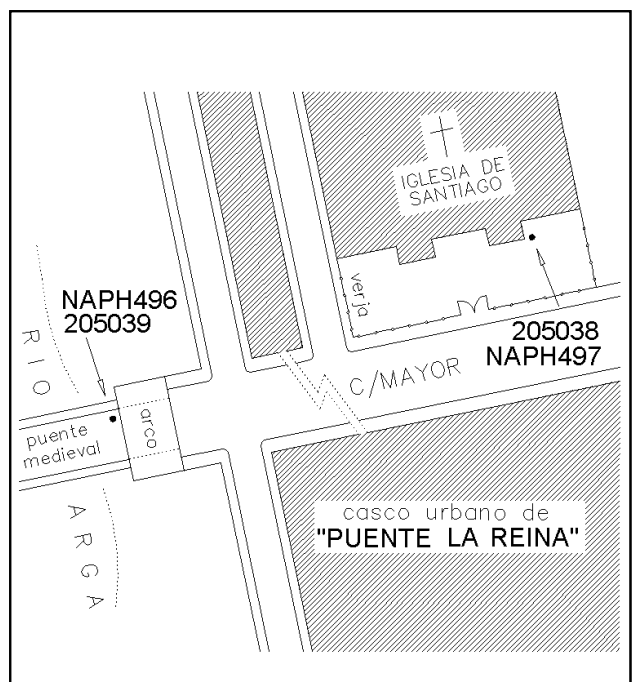 IGLESIA DE
SANTIAGO
verja
NAPH496
205039
205038
NAPH497
RIO
C/MAYOR
arco
puente
medieval
casco urbano de
"PUENTE LA REINA"
ARGA